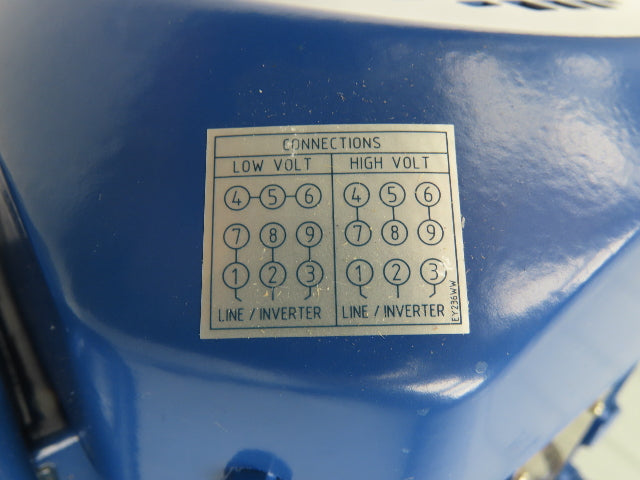 CONNECTIONS
LOW VOLT HIGH VOLT
4 5 6 4 5 6
7 8 9 7 8 9
1 2 3 1 2 3
LINE / INVERTER LINE / INVERTER
EY236WW